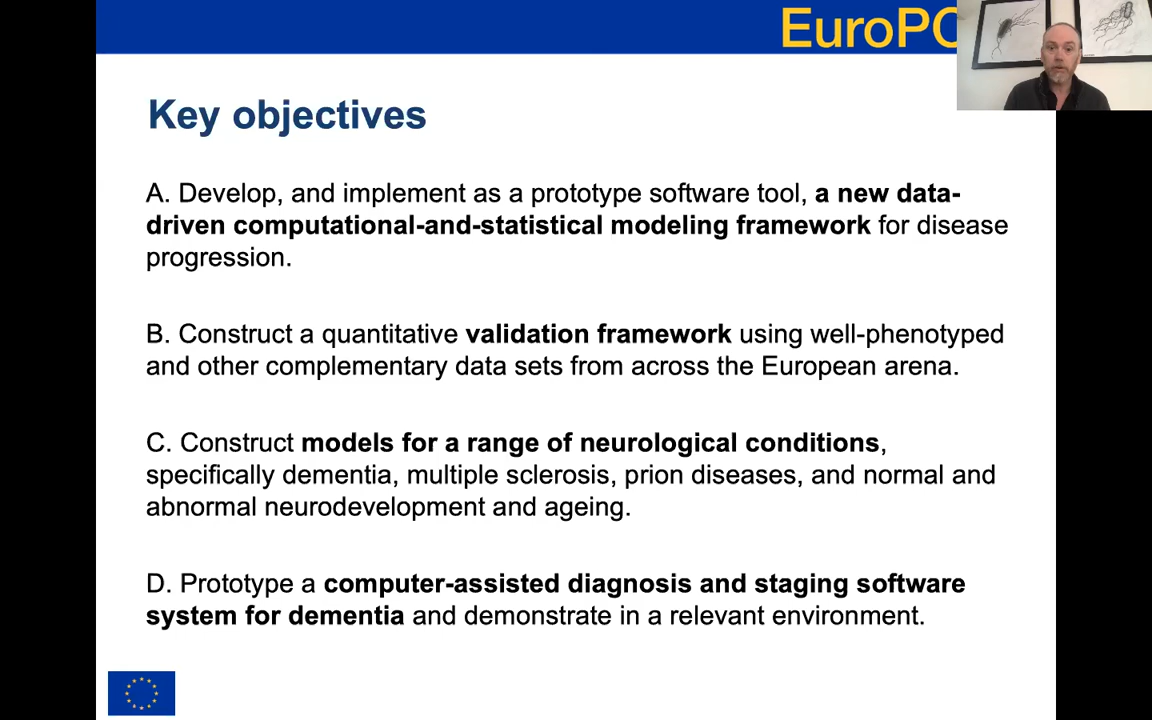 EuroPO
Key objectives
A. Develop, and implement as a prototype software tool, a new data-
driven computational-and-statistical modeling framework for disease
progression.
B. Construct a quantitative validation framework using well-phenotyped
and other complementary data sets from across the European arena.
C. Construct models for a range of neurological conditions,
specifically dementia, multiple sclerosis, prion diseases, and normal and
abnormal neurodevelopment and ageing.
D. Prototype a computer-assisted diagnosis and staging software
system for dementia and demonstrate in a relevant environment.